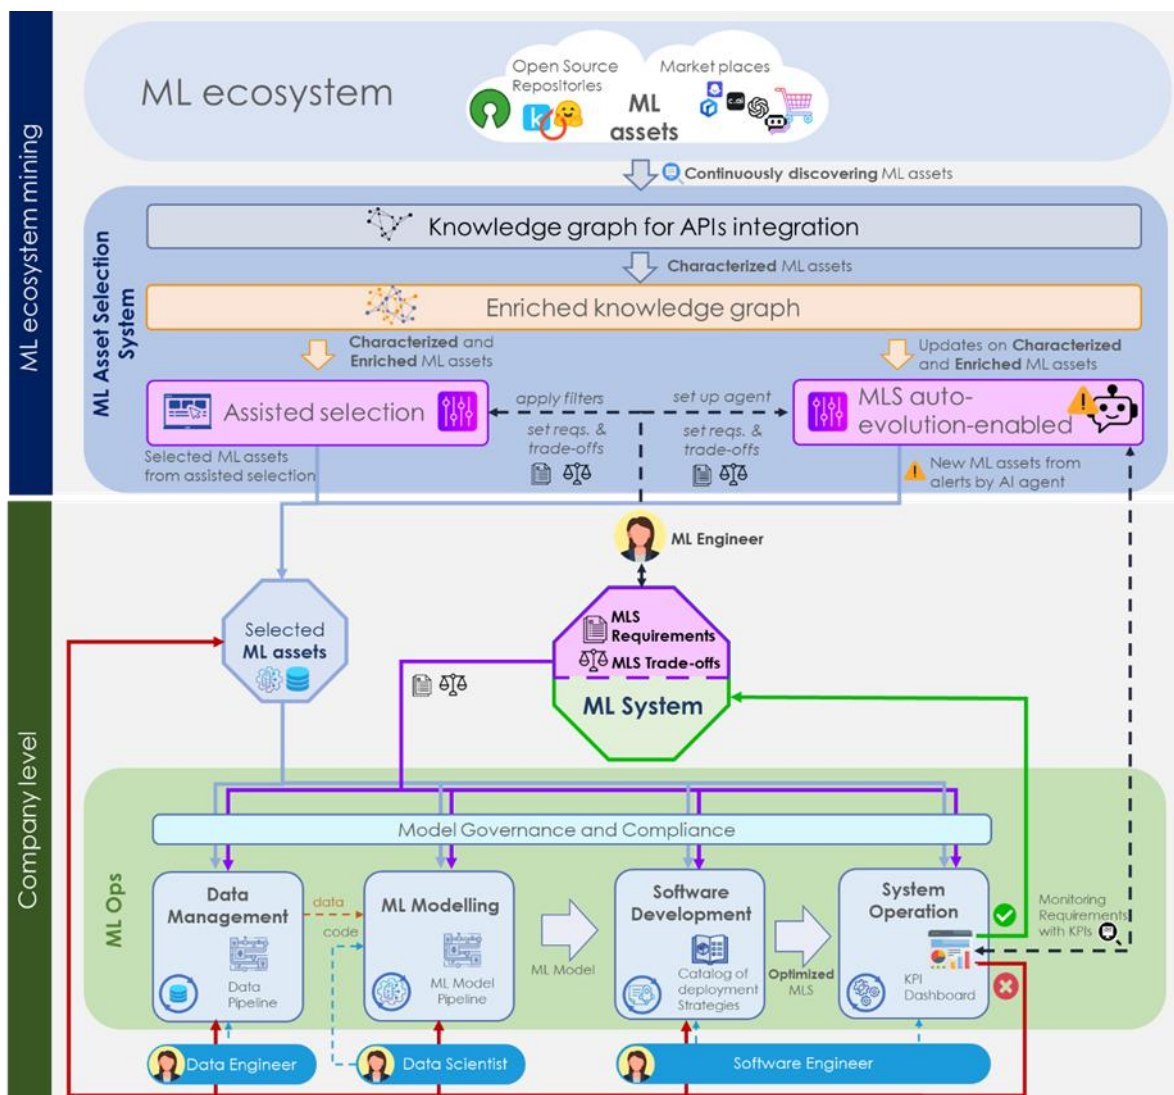 ML ecosystem mining
ML ecosystem
Open Source
Repositories
Market places
ML
assets
k
c.ai
Continuously discovering ML assets
ML Asset Selection
System
Knowledge graph for APIs integration
Characterized ML assets
Enriched knowledge graph
Characterized and
Enriched ML assets
Updates on Characterized
and Enriched ML assets
Assisted selection
apply filters
set reqs. &
trade-offs
set up agent
set reqs. &
trade-offs
MLS auto-
evolution-enabled
Selected ML assets
from assisted selection
New ML assets from
alerts by AI agent
Company level
ML Engineer
Selected
ML assets
MLS
Requirements
MLS Trade-offs
ML System
ML Ops
Model Governance and Compliance
Data
Management
Data
Pipeline
data
code
ML Modelling
ML Model
Pipeline
ML Model
Software
Development
Catalog of
deployment
Strategies
Optimized
MLS
System
Operation
KPI
Dashboard
Monitoring
Requirements
with KPIs
Data Engineer
Data Scientist
Software Engineer